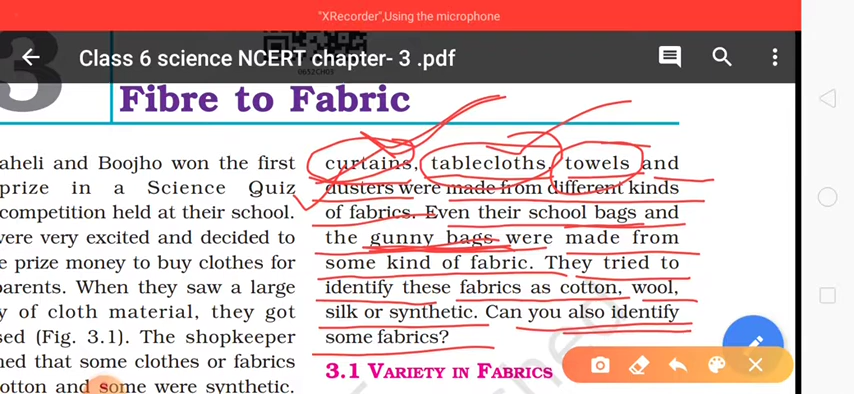 "XRecorder",Using the microphone
Class 6 science NCERT chapter- 3 .pdf
0652CH03
3
Fibre to Fabric
aheli and Boojho won the first
prize in a Science Quiz
competition held at their school.
ere very excited and decided to
e prize money to buy clothes for
parents. When they saw a large
y of cloth material, they got
sed (Fig. 3.1). The shopkeeper
ned that some clothes or fabrics
otton and some were synthetic.
curtains, tablecloths, towels and
dusters were made from different kinds
of fabrics. Even their school bags and
the gunny bags were made from
some kind of fabric. They tried to
identify these fabrics as cotton, wool,
silk or synthetic. Can you also identify
some fabrics?
3.1 VARIETY IN FABRICS